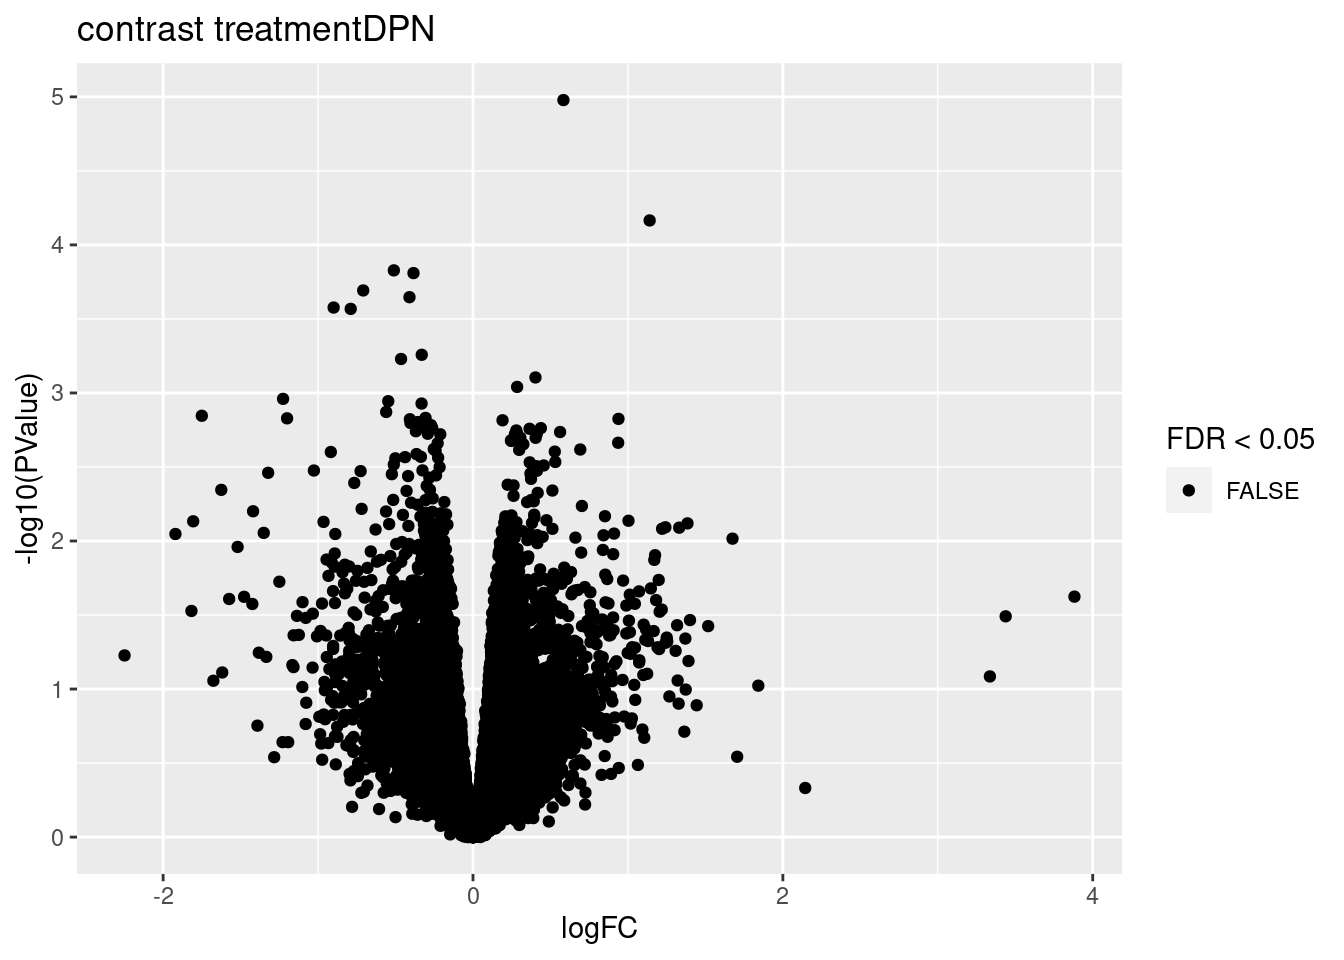 contrast treatmentDPN
5
4
3
2
1
0
-log10(PValue)
-2 0 2 4
logFC
FDR < 0.05
FALSE